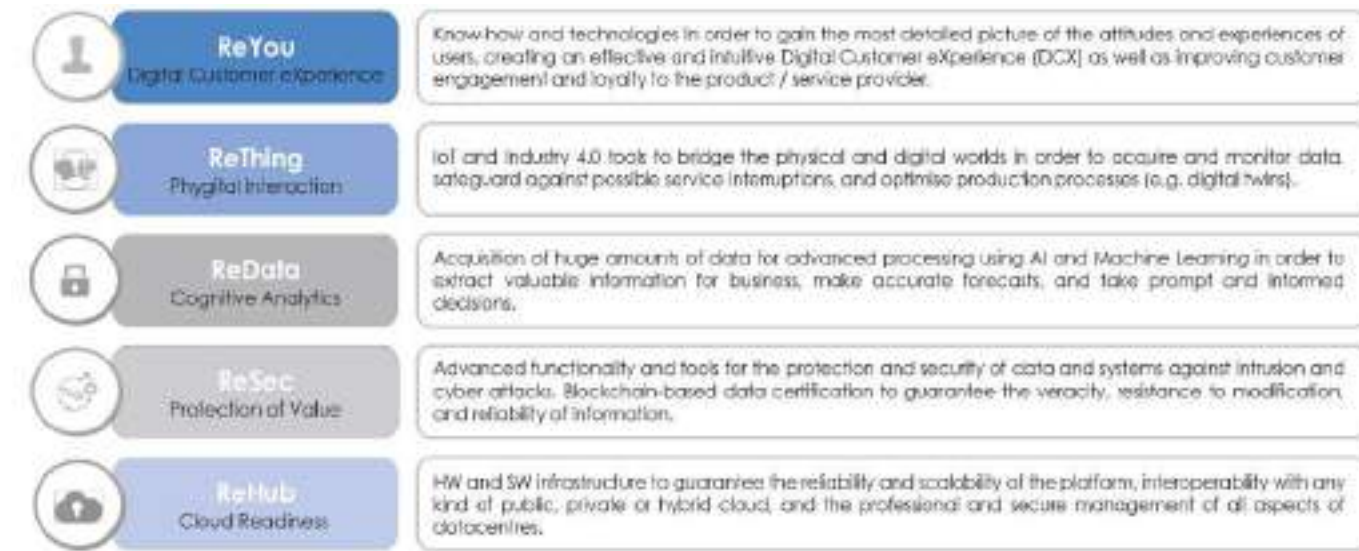 ReYou
Digital Customer eXperience
Know-how and technologies in order to gain the most detailed picture of the attitudes and experiences of
users, creating an effective and intuitive Digital Customer eXperience (DCX) as well as improving customer
engagement and loyalty to the product / service provider.
ReThing
Phygital Interaction
IoT and Industry 4.0 tools to bridge the physical and digital worlds in order to acquire and monitor data,
safeguard against possible service interruptions, and optimise production processes (e.g. digital twins).
ReData
Cognitive Analytics
Acquisition of huge amounts of data for advanced processing using AI and Machine Learning in order to
extract valuable information for business, make accurate forecasts, and take prompt and informed
decisions.
ReSec
Protection of Value
Advanced functionality and tools for the protection and security of data and systems against intrusion and
cyber attacks. Blockchain-based data certification to guarantee the veracity, resistance to modification,
and reliability of information.
ReHub
Cloud Readiness
HW and SW infrastructure to guarantee the reliability and scalability of the platform, interoperability with any
kind of public, private or hybrid cloud, and the professional and secure management of all aspects of
datacentres.